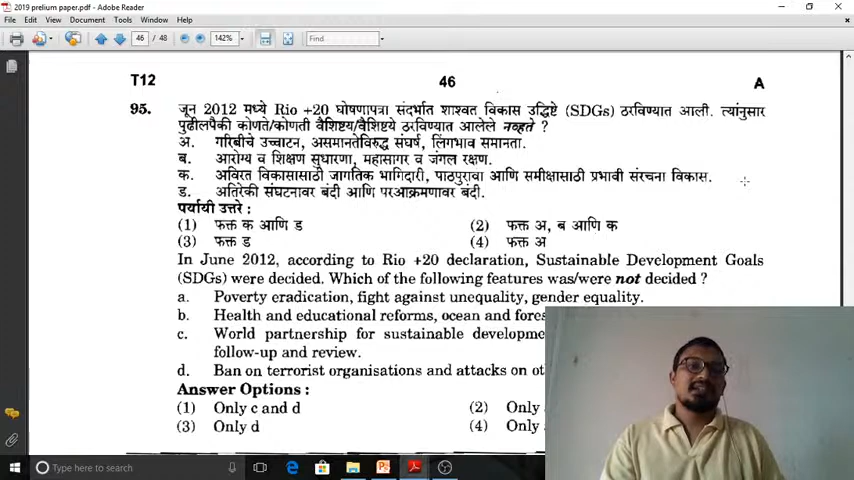 2019 prelium paper.pdf - Adobe Reader
File Edit View Document Tools Window Help
46 / 48 142% Find
T12 46 A
95. जून 2012 मध्ये Rio +20 घोषणापत्रा संदर्भात शाश्वत विकास उद्धिष्टे (SDGs) ठरविण्यात आली. त्यांनुसार
पुढीलपैकी कोणते/कोणती वैशिष्ट्य/वैशिष्ट्ये ठरविण्यात आलेले नव्हते ?
अ. गरिबीचे उच्चाटन, असमानतेविरुद्ध संघर्ष, लिंगभाव समानता.
ब. आरोग्य व शिक्षण सुधारणा, महासागर व जंगल रक्षण.
क. अविरत विकासासाठी जागतिक भागिदारी, पाठपुरावा आणि समीक्षासाठी प्रभावी संरचना विकास.
ड. अतिरेकी संघटनावर बंदी आणि परआक्रमणावर बंदी.
पर्यायी उत्तरे :
(1) फक्त क आणि ड (2) फक्त अ, ब आणि क
(3) फक्त ड (4) फक्त अ
In June 2012, according to Rio +20 declaration, Sustainable Development Goals
(SDGs) were decided. Which of the following features was/were not decided ?
a. Poverty eradication, fight against unequality, gender equality.
b. Health and educational reforms, ocean and
c. World partnership for sustainable
follow-up and review.
d. Ban on terrorist organisations and attacks on
Answer Options :
(1) Only c and d (2) Only
(3) Only d (4) Only
Type here to search